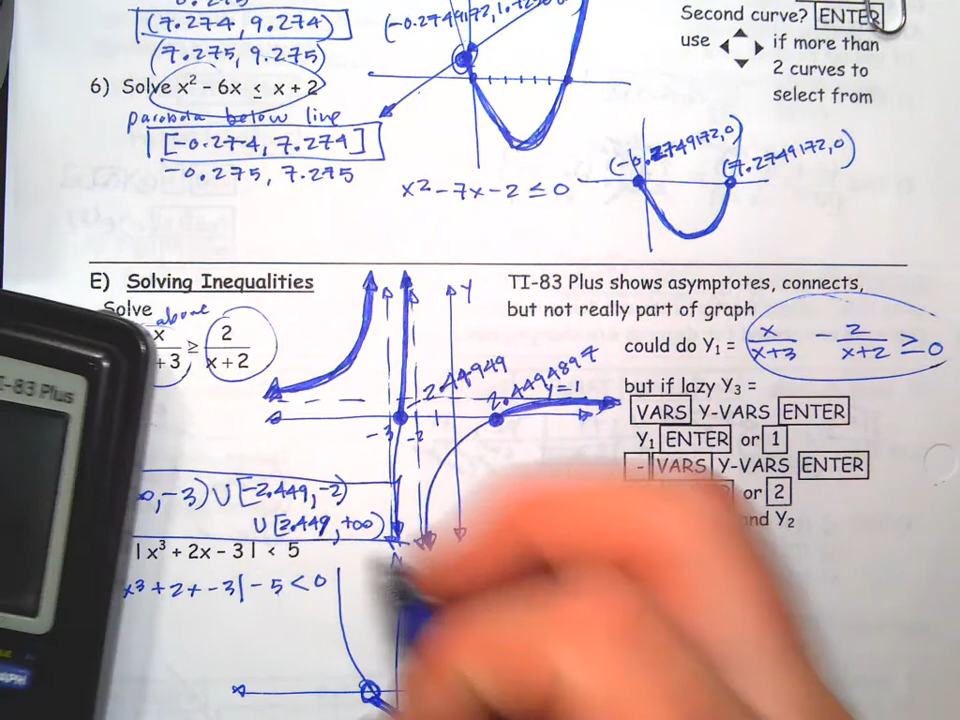 (7.274, 9.274)
(7.275, 9.275)
6) Solve x² - 6x ≤ x + 2
parabola below line
[-0.274, 7.274]
-0.275, 7.275
x² - 7x - 2 ≤ 0
(-0.2749172,0)
(7.2749172,0)
Second curve? ENTER
use if more than
2 curves to
select from
E) Solving Inequalities
Solve
above
x
+ 3 ≥ 2
x + 2
Y
-2.44949
2.4494897
y = 1
-3
-2
1
, -3) ∪ [-2.449, -2)
∪ [2.449, +∞)
TI-83 Plus shows asymptotes, connects,
but not really part of graph
could do Y₁ = x/(x+3) - 2/(x+2) ≥ 0
but if lazy Y₃ =
VARS Y-VARS ENTER
Y₁ ENTER or 1
- VARS Y-VARS ENTER
or 2
and Y₂
|x³ + 2x - 3| < 5
x³ + 2x - 3| - 5 < 0
TI-83 Plus